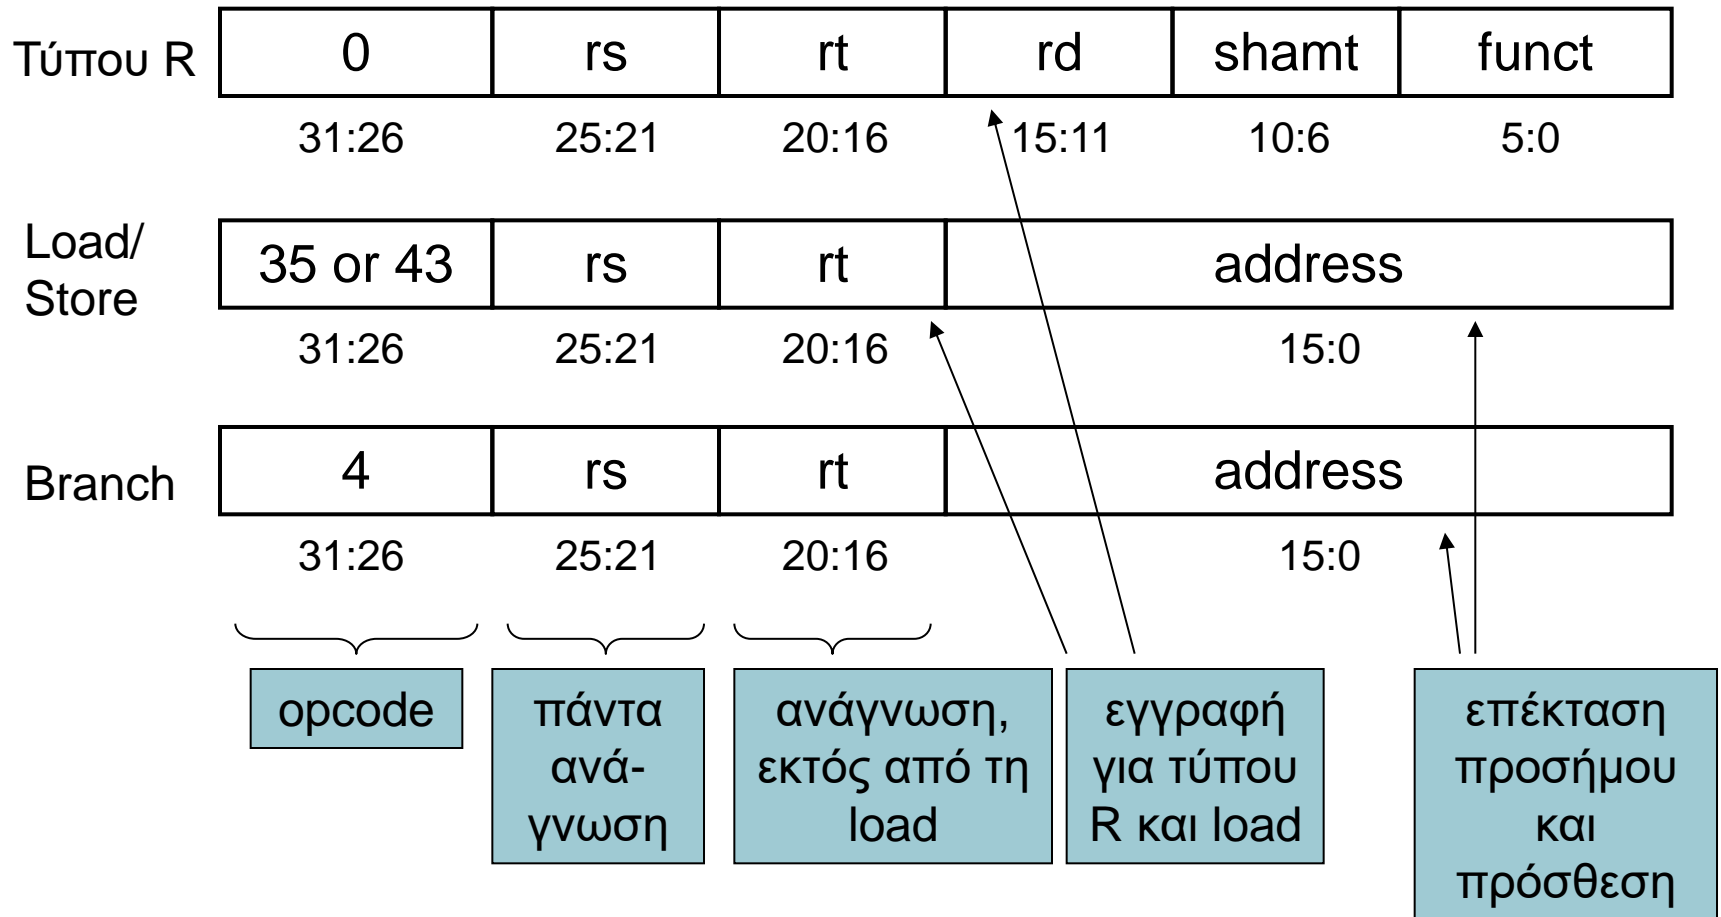 Τύπου R 0 rs rt rd shamt funct
31:26 25:21 20:16 15:11 10:6 5:0
Load/
Store
35 or 43 rs rt address
31:26 25:21 20:16 15:0
Branch 4 rs rt address
31:26 25:21 20:16 15:0
opcode
πάντα
ανά-
γνωση
ανάγνωση,
εκτός από τη
load
εγγραφή
για τύπου
R και load
επέκταση
προσήμου
και
πρόσθεση